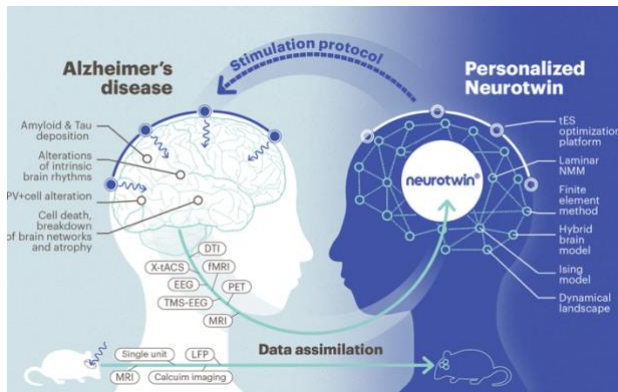 Stimulation protocol
Alzheimer's
disease
Personalized
Neurotwin
Amyloid & Tau
deposition
Alterations
of intrinsic
brain rhythms
PV+cell alteration
Cell death,
breakdown
of brain networks
and atrophy
neurotwin®
tES
optimization
platform
Laminar
NMM
Finite
element
method
Hybrid
brain
model
Ising
model
Dynamical
landscape
DTI
X-tACS
fMRI
EEG
PET
TMS-EEG
MRI
Data assimilation
Single unit
LFP
MRI
Calcuim imaging